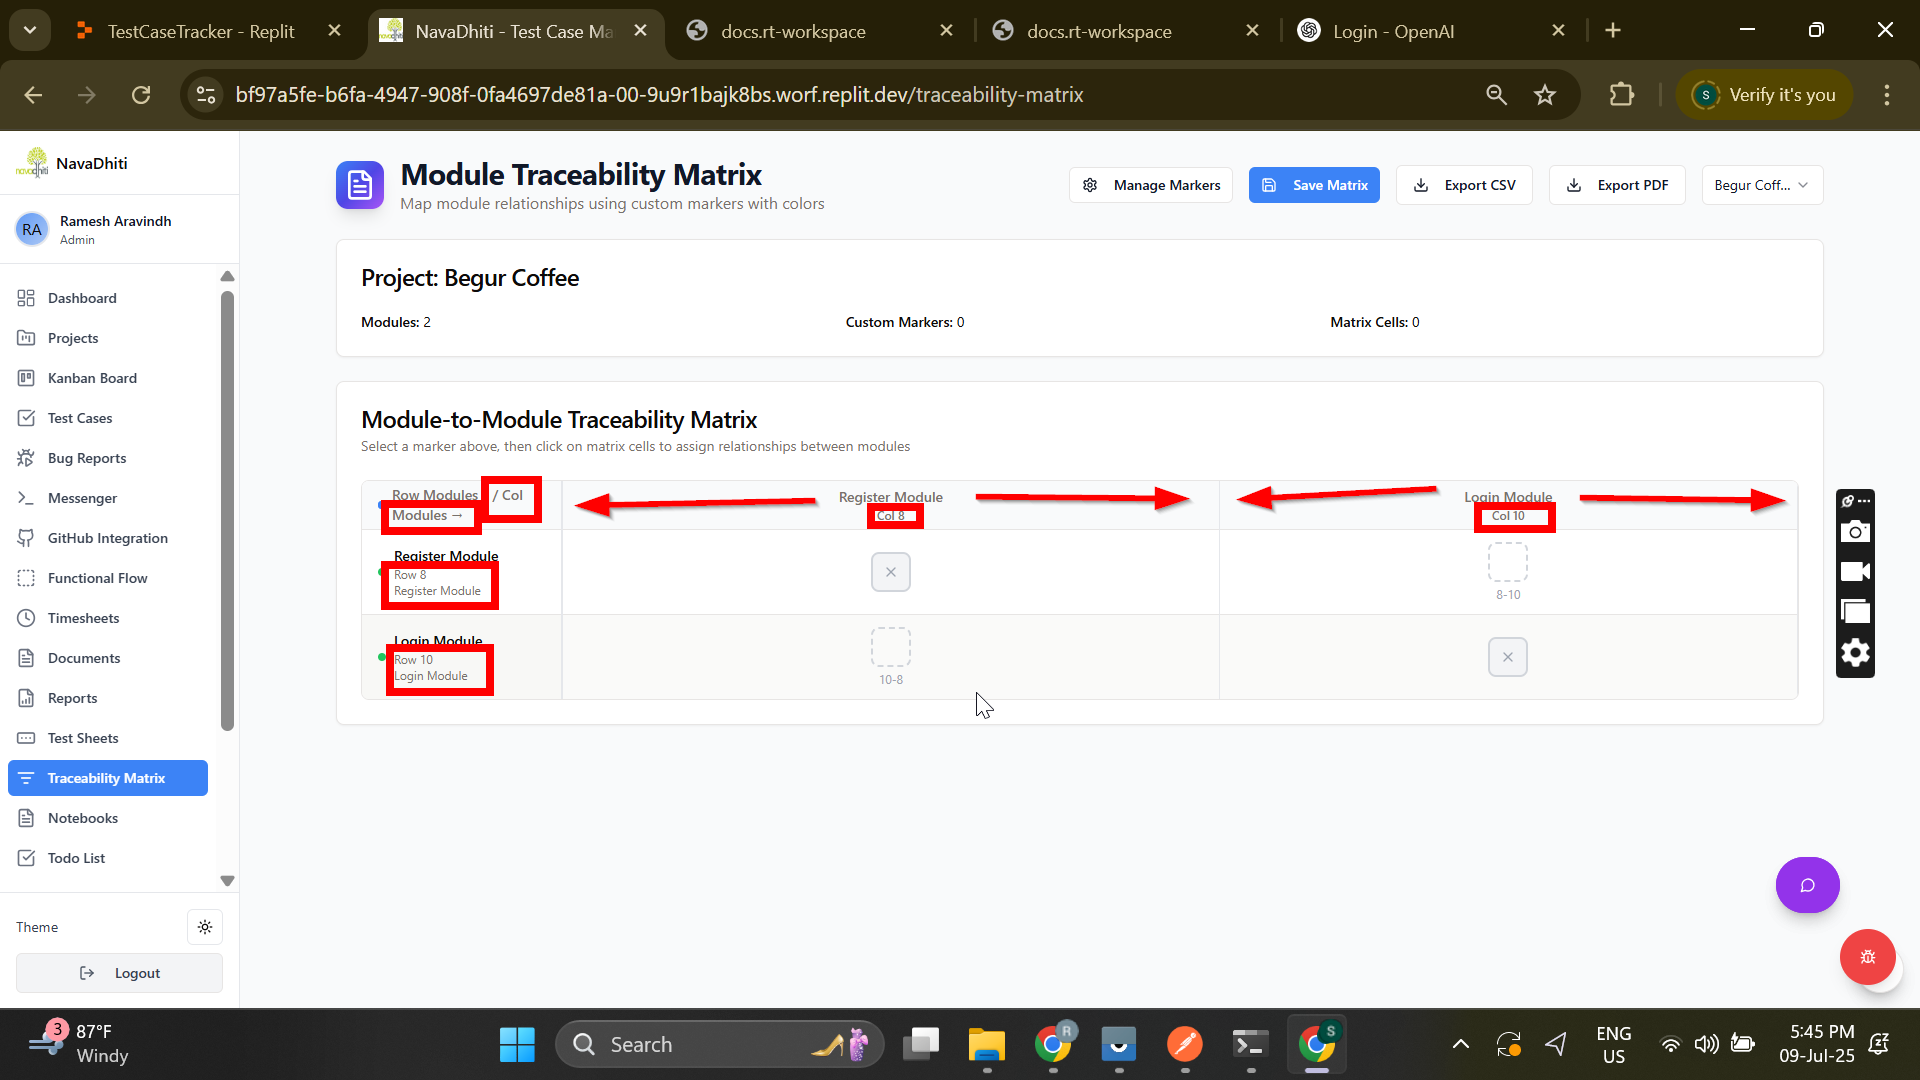 TestCaseTracker - Replit
NavaDhiti - Test Case Ma
docs.rt-workspace
docs.rt-workspace
Login - OpenAI
bf97a5fe-b6fa-4947-908f-0fa4697de81a-00-9u9r1bajk8bs.worf.replit.dev/traceability-matrix
S
Verify it's you
navadhiti
NavaDhiti
RA
Ramesh Aravindh
Admin
Dashboard
Projects
Kanban Board
Test Cases
Bug Reports
Messenger
GitHub Integration
Functional Flow
Timesheets
Documents
Reports
Test Sheets
Traceability Matrix
Notebooks
Todo List
Theme
Logout
Module Traceability Matrix
Map module relationships using custom markers with colors
Manage Markers
Save Matrix
Export CSV
Export PDF
Begur Coff...
Project: Begur Coffee
Modules: 2
Custom Markers: 0
Matrix Cells: 0
Module-to-Module Traceability Matrix
Select a marker above, then click on matrix cells to assign relationships between modules
Row Modules / Col
Modules →
Register Module
Col 8
Login Module
Col 10
Register Module
Row 8
Register Module
8-10
Login Module
Row 10
Login Module
10-8
3
87°F
Windy
Search
R
S
ENG
US
5:45 PM
09-Jul-25